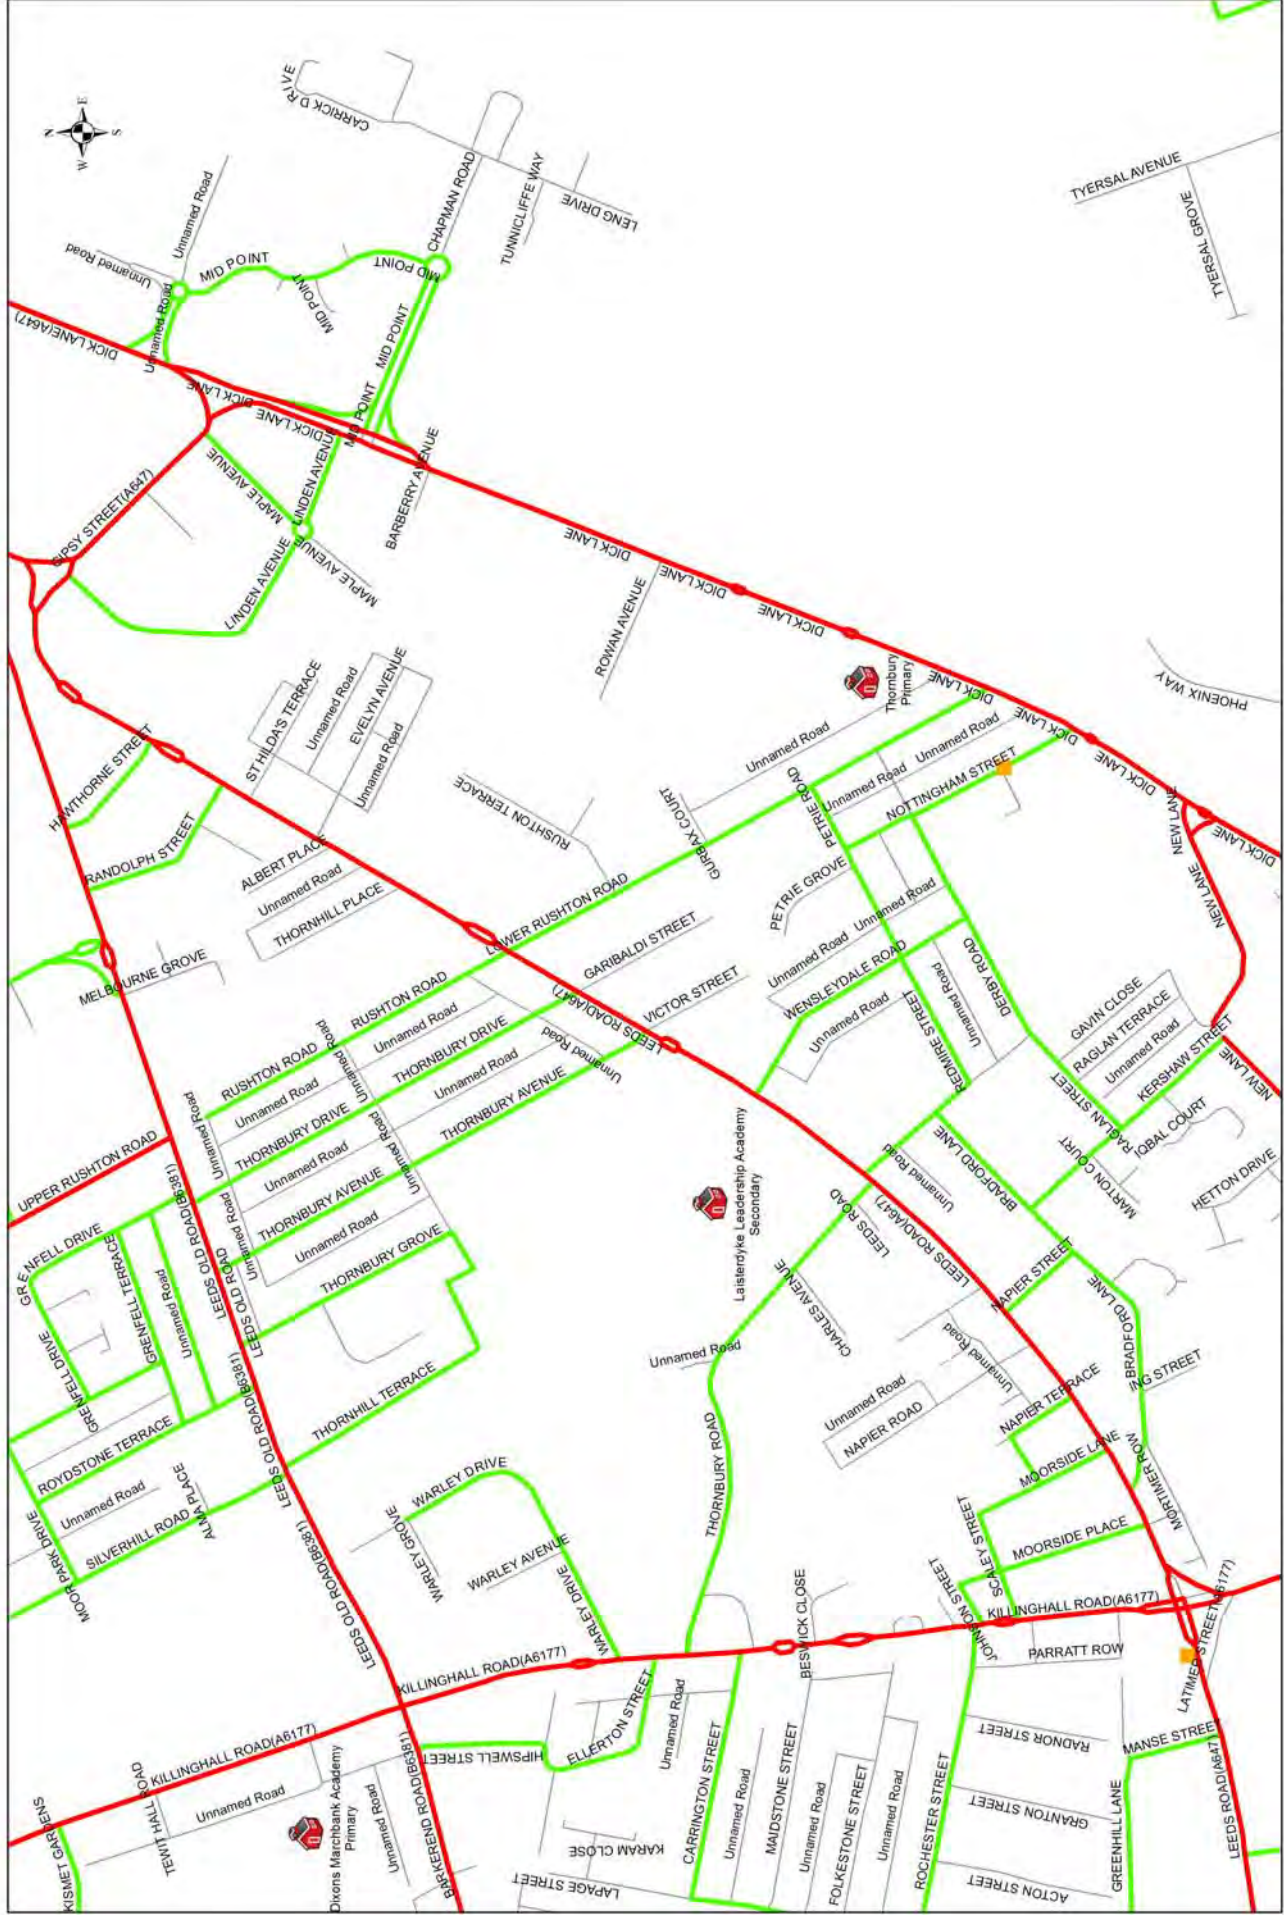 N
E
S
W
CARRICK DRIVE
Unnamed Road
Unnamed Road
Unnamed Road
MID POINT
MID POINT
MID POINT
CHAPMAN ROAD
TUNNICLIFFE WAY
LENG DRIVE
DICK LANE(A647)
DICK LANE
DICK LANE
MID POINT
MID POINT
MID POINT
LINDEN AVENUE
MAPLE AVENUE
BARBERRY AVENUE
GIPSY STREET(A647)
LINDEN AVENUE
MAPLE AVENUE
TYERSAL AVENUE
TYERSAL GROVE
DICK LANE
ROWAN AVENUE
DICK LANE
DICK LANE
Thornbury
Primary
DICK LANE
DICK LANE
DICK LANE
DICK LANE
PHOENIX WAY
NEW LANE
NEW LANE
NEW LANE
HAWTHORNE STREET
RANDOLPH STREET
ST HILDA'S TERRACE
Unnamed Road
EVELYN AVENUE
Unnamed Road
RUSHTON TERRACE
ALBERT PLACE
Unnamed Road
THORNHILL PLACE
GURBAX COURT
Unnamed Road
PETRIE ROAD
Unnamed Road
Unnamed Road
NOTTINGHAM STREET
PETRIE GROVE
LOWER RUSHTON ROAD
GARIBALDI STREET
VICTOR STREET
Unnamed Road
Unnamed Road
WENSLEYDALE ROAD
Unnamed Road
Unnamed Road
REDMIRE STREET
DERBY ROAD
GAVIN CLOSE
RAGLAN TERRACE
Unnamed Road
KERSHAW STREET
RAGLAN STREET
IQBAL COURT
MARTON COURT
HETTON DRIVE
MELBOURNE GROVE
RUSHTON ROAD
RUSHTON ROAD
Unnamed Road
Unnamed Road
THORNBURY DRIVE
Unnamed Road
THORNBURY AVENUE
Unnamed Road
LEEDS ROAD(A647)
Unnamed Road
Unnamed Road
THORNBURY DRIVE
Unnamed Road
THORNBURY AVENUE
Unnamed Road
Unnamed Road
Unnamed Road
THORNBURY GROVE
UPPER RUSHTON ROAD
LEEDS OLD ROAD(B6381)
LEEDS OLD ROAD
LEEDS OLD ROAD
GRENFELL DRIVE
GRENFELL TERRACE
Unnamed Road
GRENFELL DRIVE
GRENFELL
LEEDS OLD ROAD(B6381)
ROYDSTONE TERRACE
Unnamed Road
ALMA PLACE
SILVERHILL ROAD
MOOR PARK DRIVE
THORNHILL TERRACE
LEEDS OLD ROAD(B6381)
LEEDS OLD ROAD(B6381)
Laisterdyke Leadership Academy
Secondary
BRADFORD LANE
BRADFORD LANE
Unnamed Road
LEEDS ROAD
LEEDS ROAD(A647)
CHARLES AVENUE
Unnamed Road
NAPIER STREET
BRADFORD LANE
ING STREET
Unnamed Road
Unnamed Road
NAPIER ROAD
NAPIER TERRACE
MOORSIDE LANE
MORTIMER ROW
THORNBURY ROAD
WARLEY DRIVE
WARLEY GROVE
WARLEY AVENUE
WARLEY DRIVE
SCALEY STREET
MOORSIDE PLACE
JOHNSON STREET
BESWICK CLOSE
KILLINGHALL ROAD(A6177)
PARRATT ROW
LATIMER STREET(A6177)
KILLINGHALL ROAD(A6177)
KILLINGHALL ROAD(A6177)
ELLERTON STREET
HIPSWELL STREET
Unnamed Road
CARRINGTON STREET
Unnamed Road
MAIDSTONE STREET
Unnamed Road
FOLKESTONE STREET
Unnamed Road
ROCHESTER STREET
RADNOR STREET
GRANTON STREET
ACTON STREET
MANSE STREET
GREENHILL LANE
LEEDS ROAD(A647)
KARAM CLOSE
LAPAGE STREET
BARKEREND ROAD(B6381)
TEWITT HALL ROAD
Unnamed Road
Dixons Marchbank Academy
Primary
Unnamed Road
KISMET GARDENS